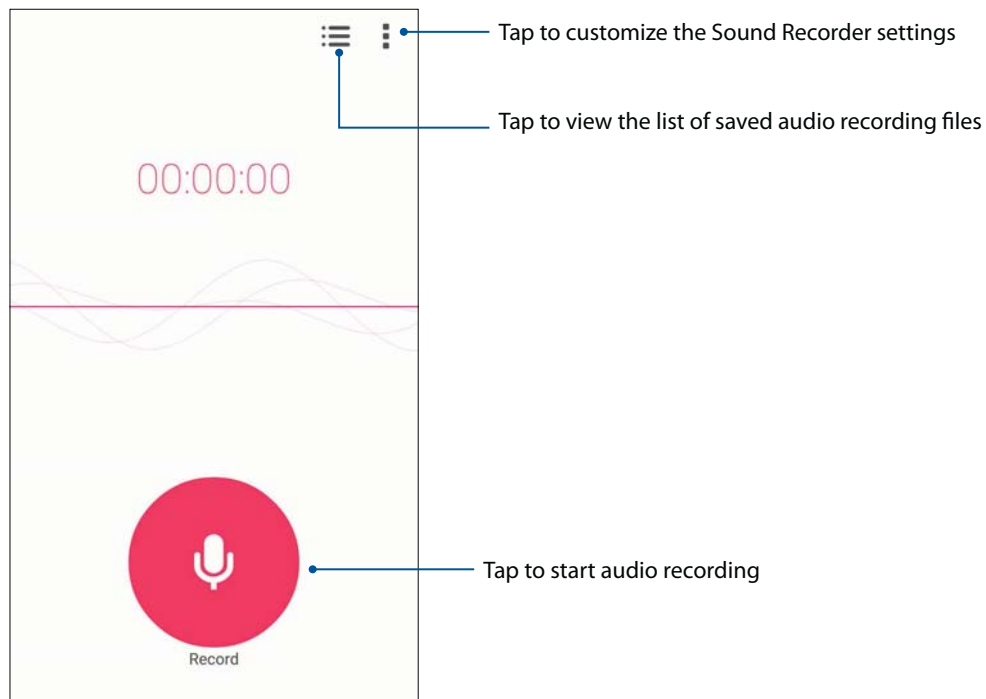 Tap to customize the Sound Recorder settings
Tap to view the list of saved audio recording files
00:00:00
Tap to start audio recording
Record